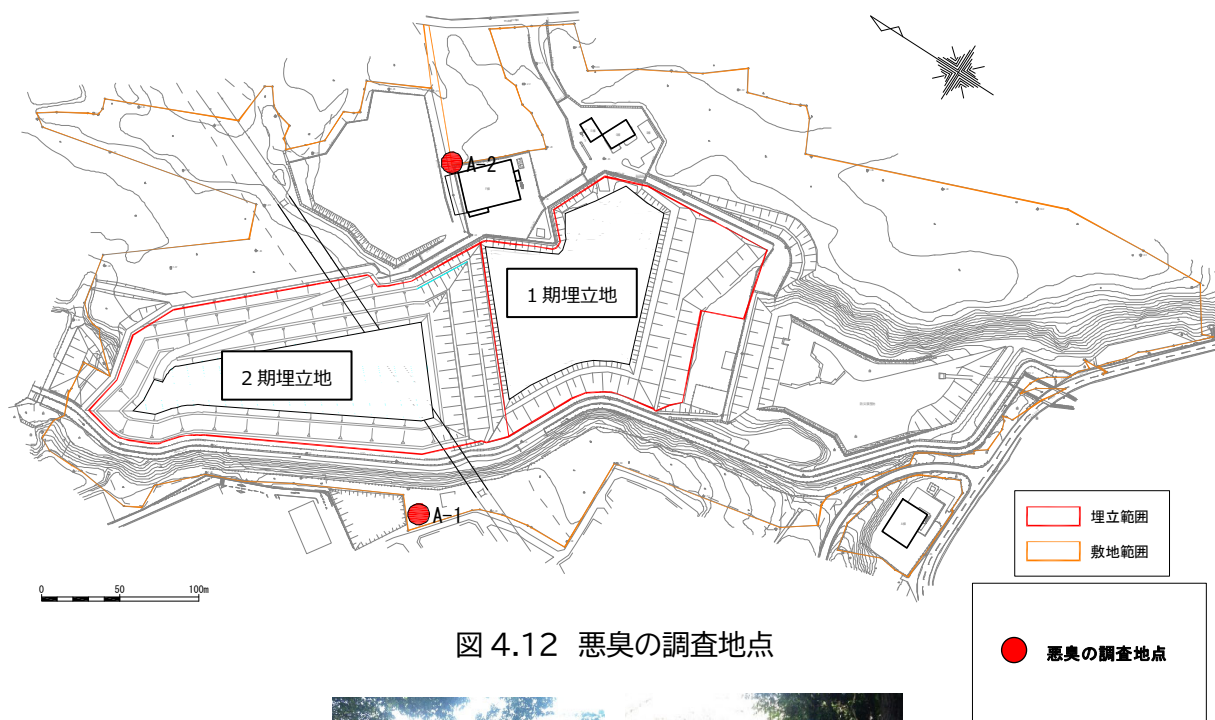 A-2
1期埋立地
2期埋立地
A-1
埋立範囲
敷地範囲
0 50 100m
図 4.12 悪臭の調査地点
悪臭の調査地点